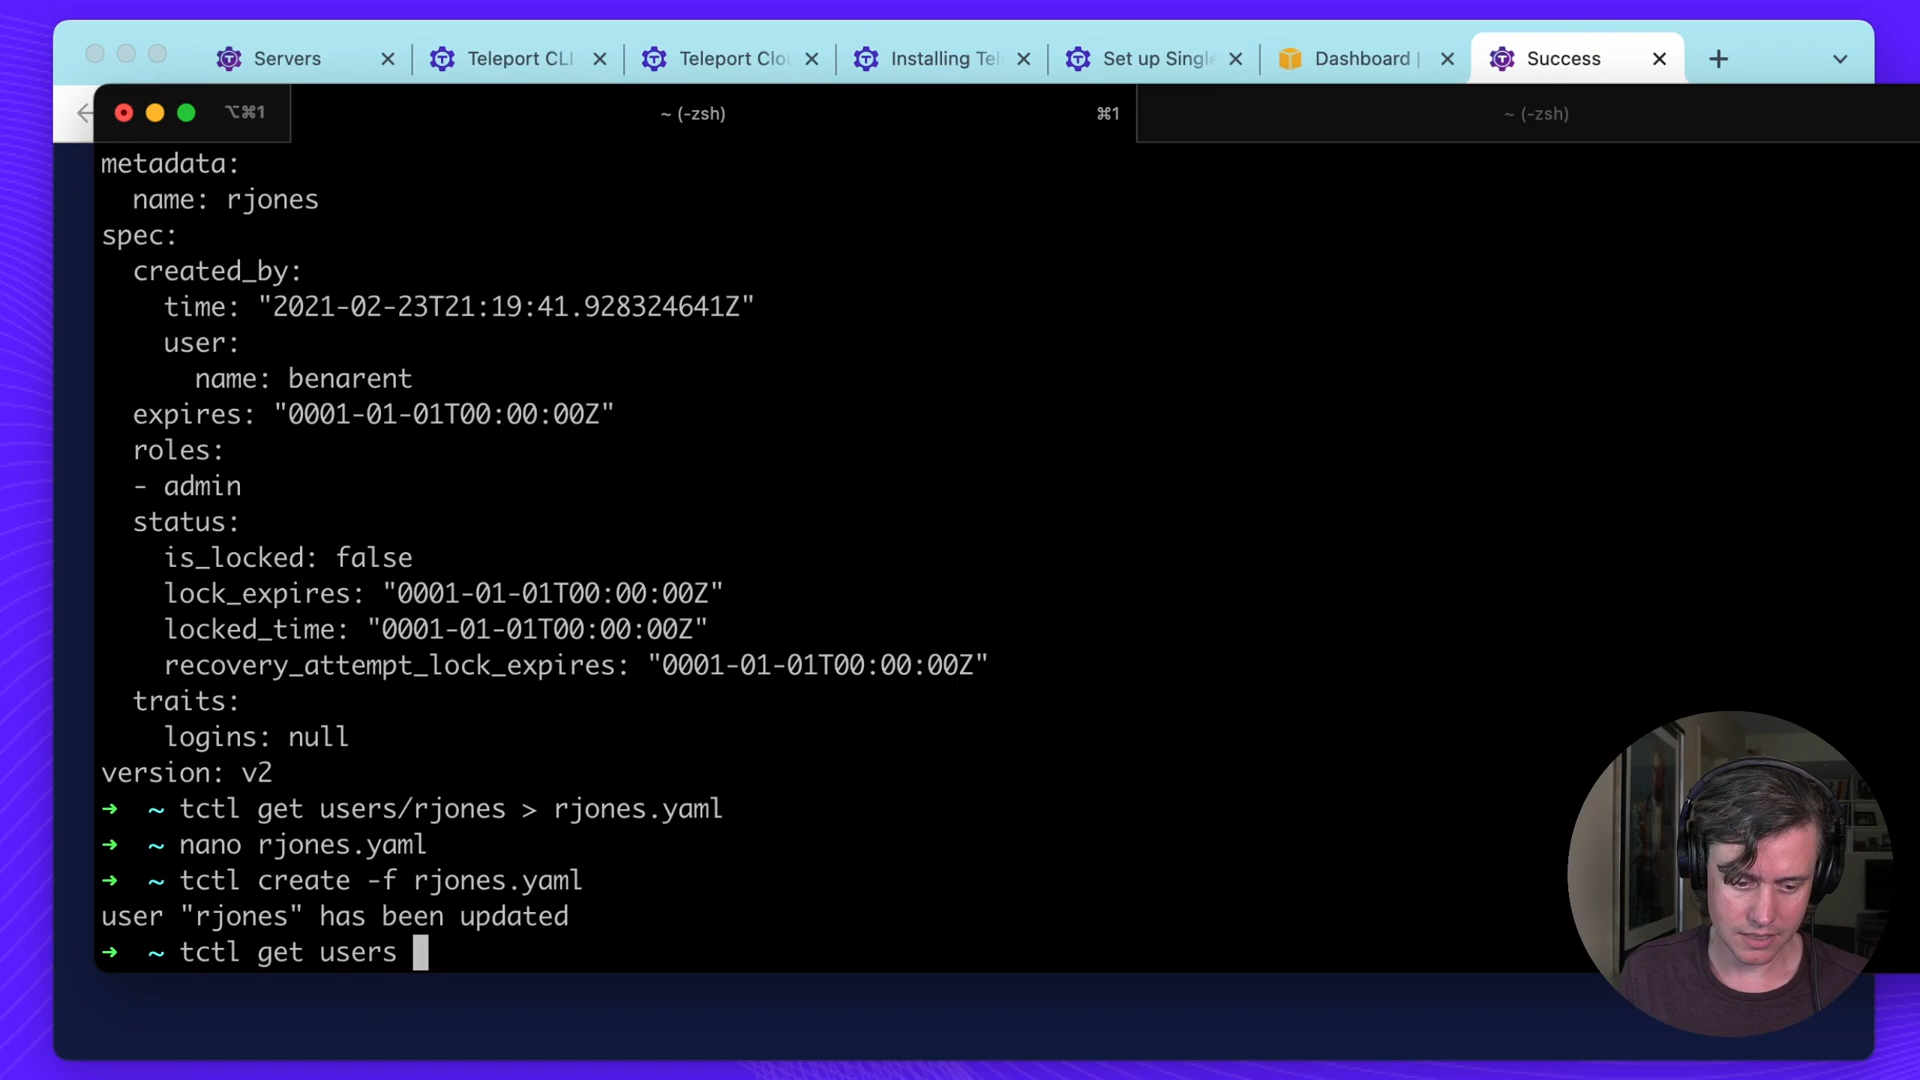 Servers
Teleport CLI
Teleport Clo
Installing Tel
Set up Single
Dashboard |
Success
⌥⌘1
~ (-zsh)
⌘1
~ (-zsh)
metadata:
name: rjones
spec:
created_by:
time: "2021-02-23T21:19:41.928324641Z"
user:
name: benarent
expires: "0001-01-01T00:00:00Z"
roles:
- admin
status:
is_locked: false
lock_expires: "0001-01-01T00:00:00Z"
locked_time: "0001-01-01T00:00:00Z"
recovery_attempt_lock_expires: "0001-01-01T00:00:00Z"
traits:
logins: null
version: v2
➜ ~ tctl get users/rjones > rjones.yaml
➜ ~ nano rjones.yaml
➜ ~ tctl create -f rjones.yaml
user "rjones" has been updated
➜ ~ tctl get users